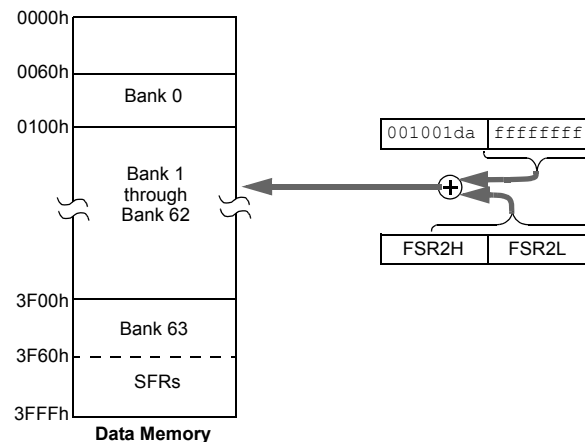 0000h
0060h
Bank 0
0100h
001001da ffffffff
Bank 1
through
Bank 62
FSR2H FSR2L
3F00h
Bank 63
3F60h
SFRs
3FFFh
Data Memory